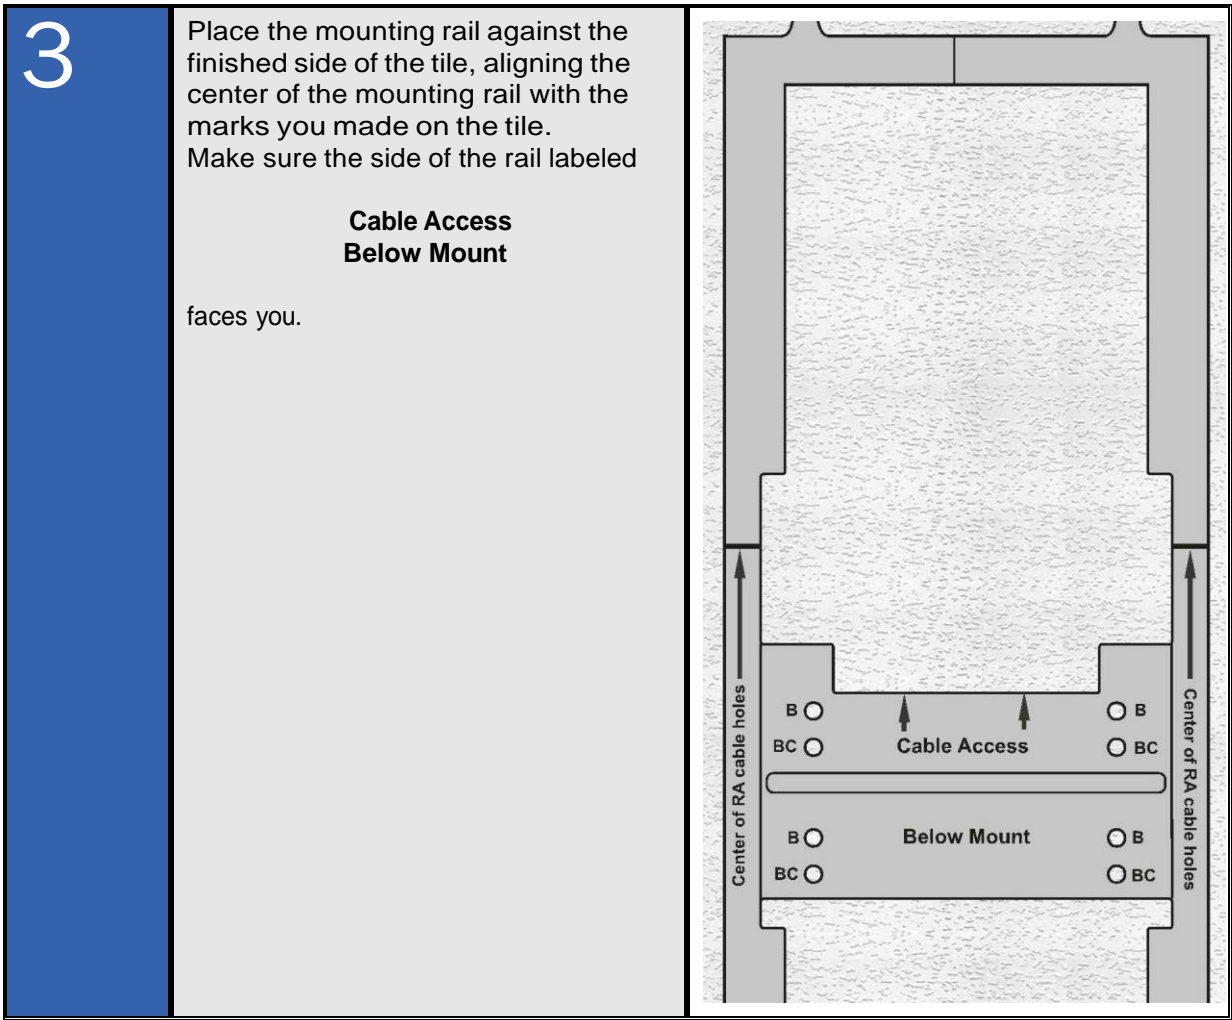 3
Place the mounting rail against the
finished side of the tile, aligning the
center of the mounting rail with the
marks you made on the tile.
Make sure the side of the rail labeled
Cable Access
Below Mount
faces you.
Center of RA cable holes
Center of RA cable holes
B B
BC Cable Access BC
B Below Mount B
BC BC